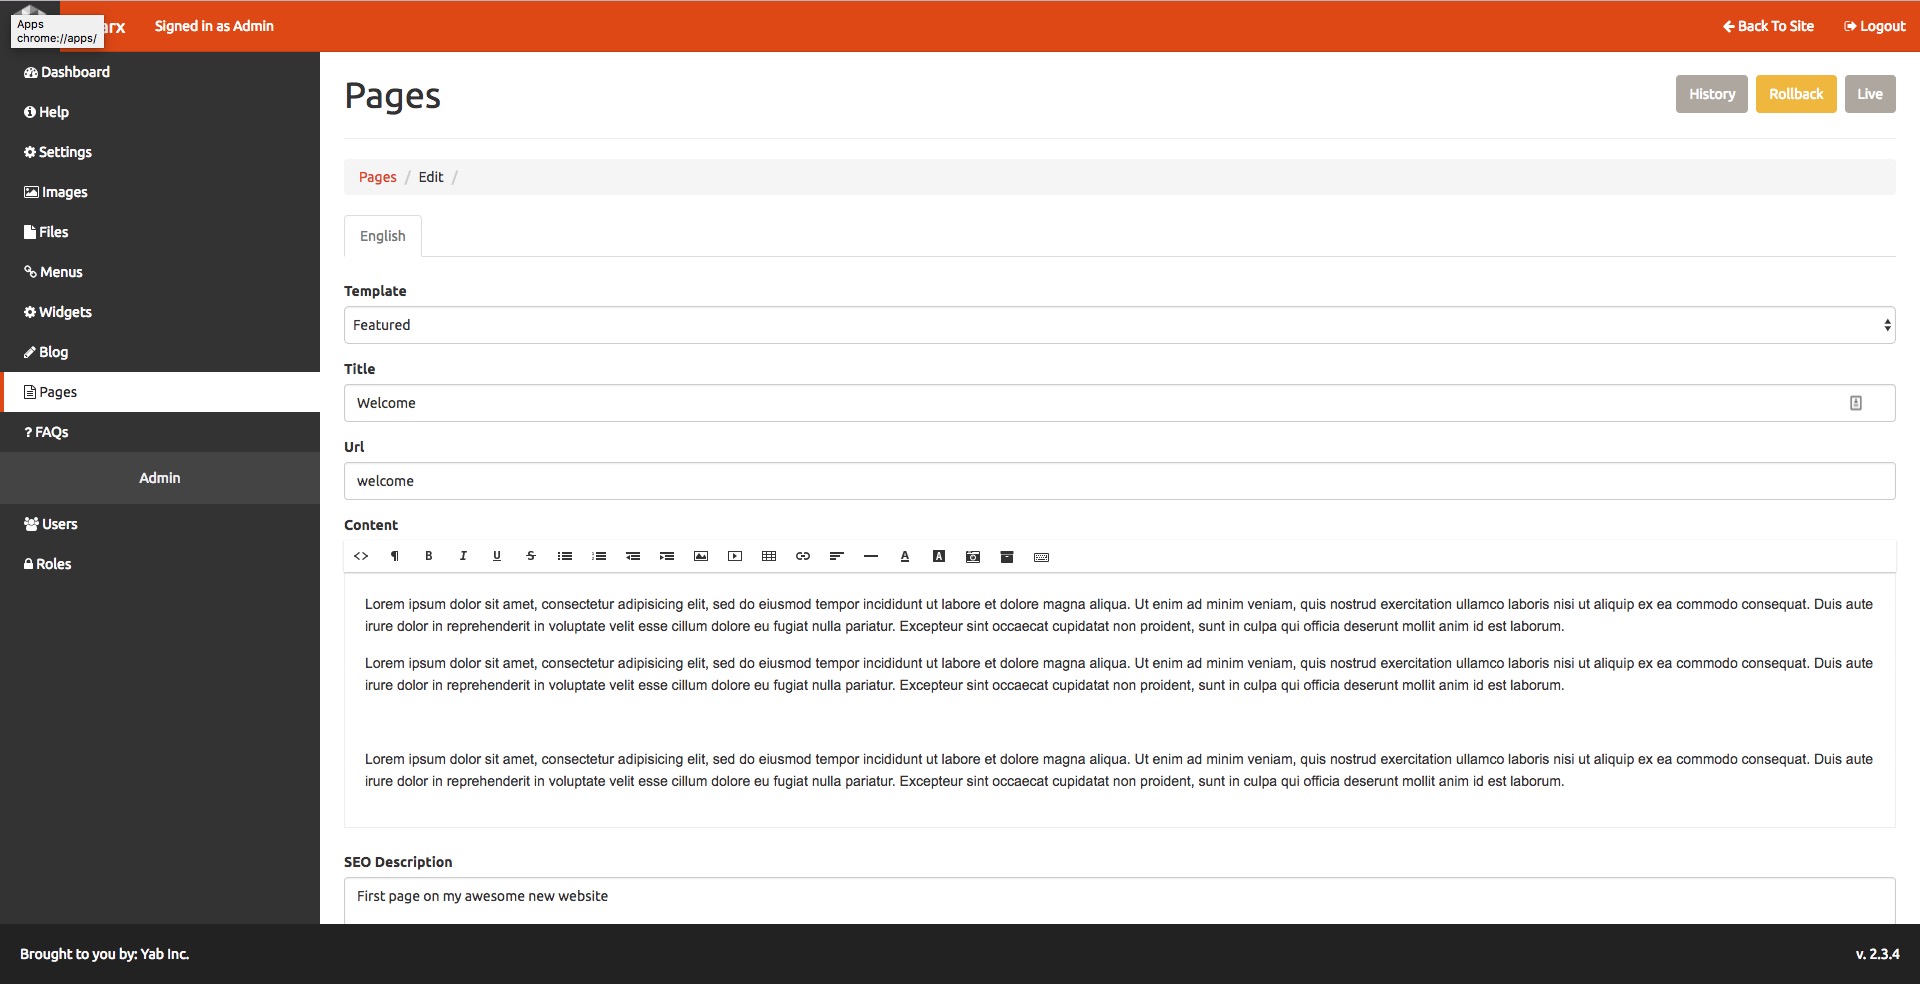 Apps
chrome://apps/
arx
Signed in as Admin
Back To Site
Logout
Dashboard
Help
Settings
Images
Files
Menus
Widgets
Blog
Pages
? FAQs
Admin
Users
Roles
Pages
History
Rollback
Live
Pages / Edit /
English
Template
Featured
Title
Welcome
Url
welcome
Content
<> ¶ B I U S A A
Lorem ipsum dolor sit amet, consectetur adipisicing elit, sed do eiusmod tempor incididunt ut labore et dolore magna aliqua. Ut enim ad minim veniam, quis nostrud exercitation ullamco laboris nisi ut aliquip ex ea commodo consequat. Duis aute
irure dolor in reprehenderit in voluptate velit esse cillum dolore eu fugiat nulla pariatur. Excepteur sint occaecat cupidatat non proident, sunt in culpa qui officia deserunt mollit anim id est laborum.
Lorem ipsum dolor sit amet, consectetur adipisicing elit, sed do eiusmod tempor incididunt ut labore et dolore magna aliqua. Ut enim ad minim veniam, quis nostrud exercitation ullamco laboris nisi ut aliquip ex ea commodo consequat. Duis aute
irure dolor in reprehenderit in voluptate velit esse cillum dolore eu fugiat nulla pariatur. Excepteur sint occaecat cupidatat non proident, sunt in culpa qui officia deserunt mollit anim id est laborum.
Lorem ipsum dolor sit amet, consectetur adipisicing elit, sed do eiusmod tempor incididunt ut labore et dolore magna aliqua. Ut enim ad minim veniam, quis nostrud exercitation ullamco laboris nisi ut aliquip ex ea commodo consequat. Duis aute
irure dolor in reprehenderit in voluptate velit esse cillum dolore eu fugiat nulla pariatur. Excepteur sint occaecat cupidatat non proident, sunt in culpa qui officia deserunt mollit anim id est laborum.
SEO Description
First page on my awesome new website
Brought to you by: Yab Inc.
v. 2.3.4